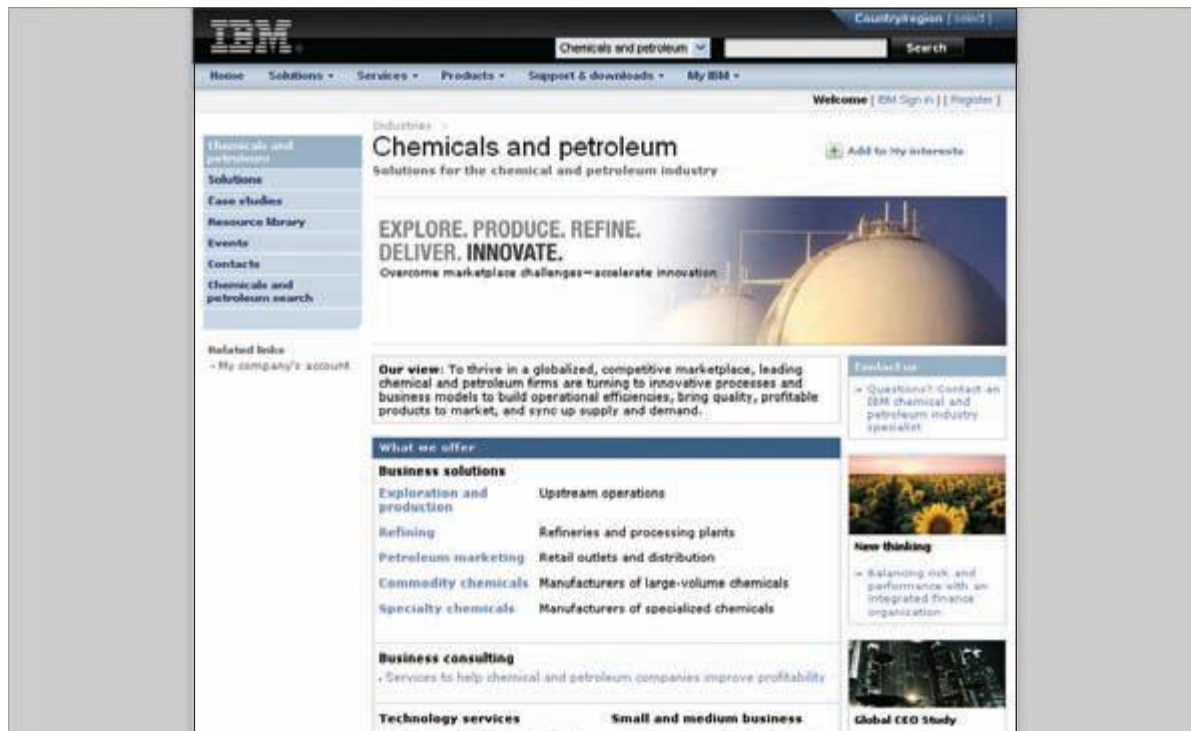 IBM®
Country/region [ select ]
Chemicals and petroleum
Search
Home Solutions Services Products Support & downloads My IBM
Welcome [ IBM Sign in ] [ Register ]
Industries >
Chemicals and petroleum
Solutions for the chemical and petroleum industry
Add to My interests
Chemicals and
petroleum
Solutions
Case studies
Resource library
Events
Contacts
Chemicals and
petroleum search
Related links
My company's account
EXPLORE. PRODUCE. REFINE.
DELIVER. INNOVATE.
Overcome marketplace challenges—accelerate innovation
Our view: To thrive in a globalized, competitive marketplace, leading
chemical and petroleum firms are turning to innovative processes and
business models to build operational efficiencies, bring quality, profitable
products to market, and sync up supply and demand.
What we offer
Business solutions
Exploration and Upstream operations
production
Refining Refineries and processing plants
Petroleum marketing Retail outlets and distribution
Commodity chemicals Manufacturers of large-volume chemicals
Specialty chemicals Manufacturers of specialized chemicals
Business consulting
Services to help chemical and petroleum companies improve profitability
Technology services Small and medium business
Contact us
Questions? Contact an
IBM chemical and
petroleum industry
specialist
New thinking
Balancing risk and
performance with an
integrated finance
organization
Global CEO Study